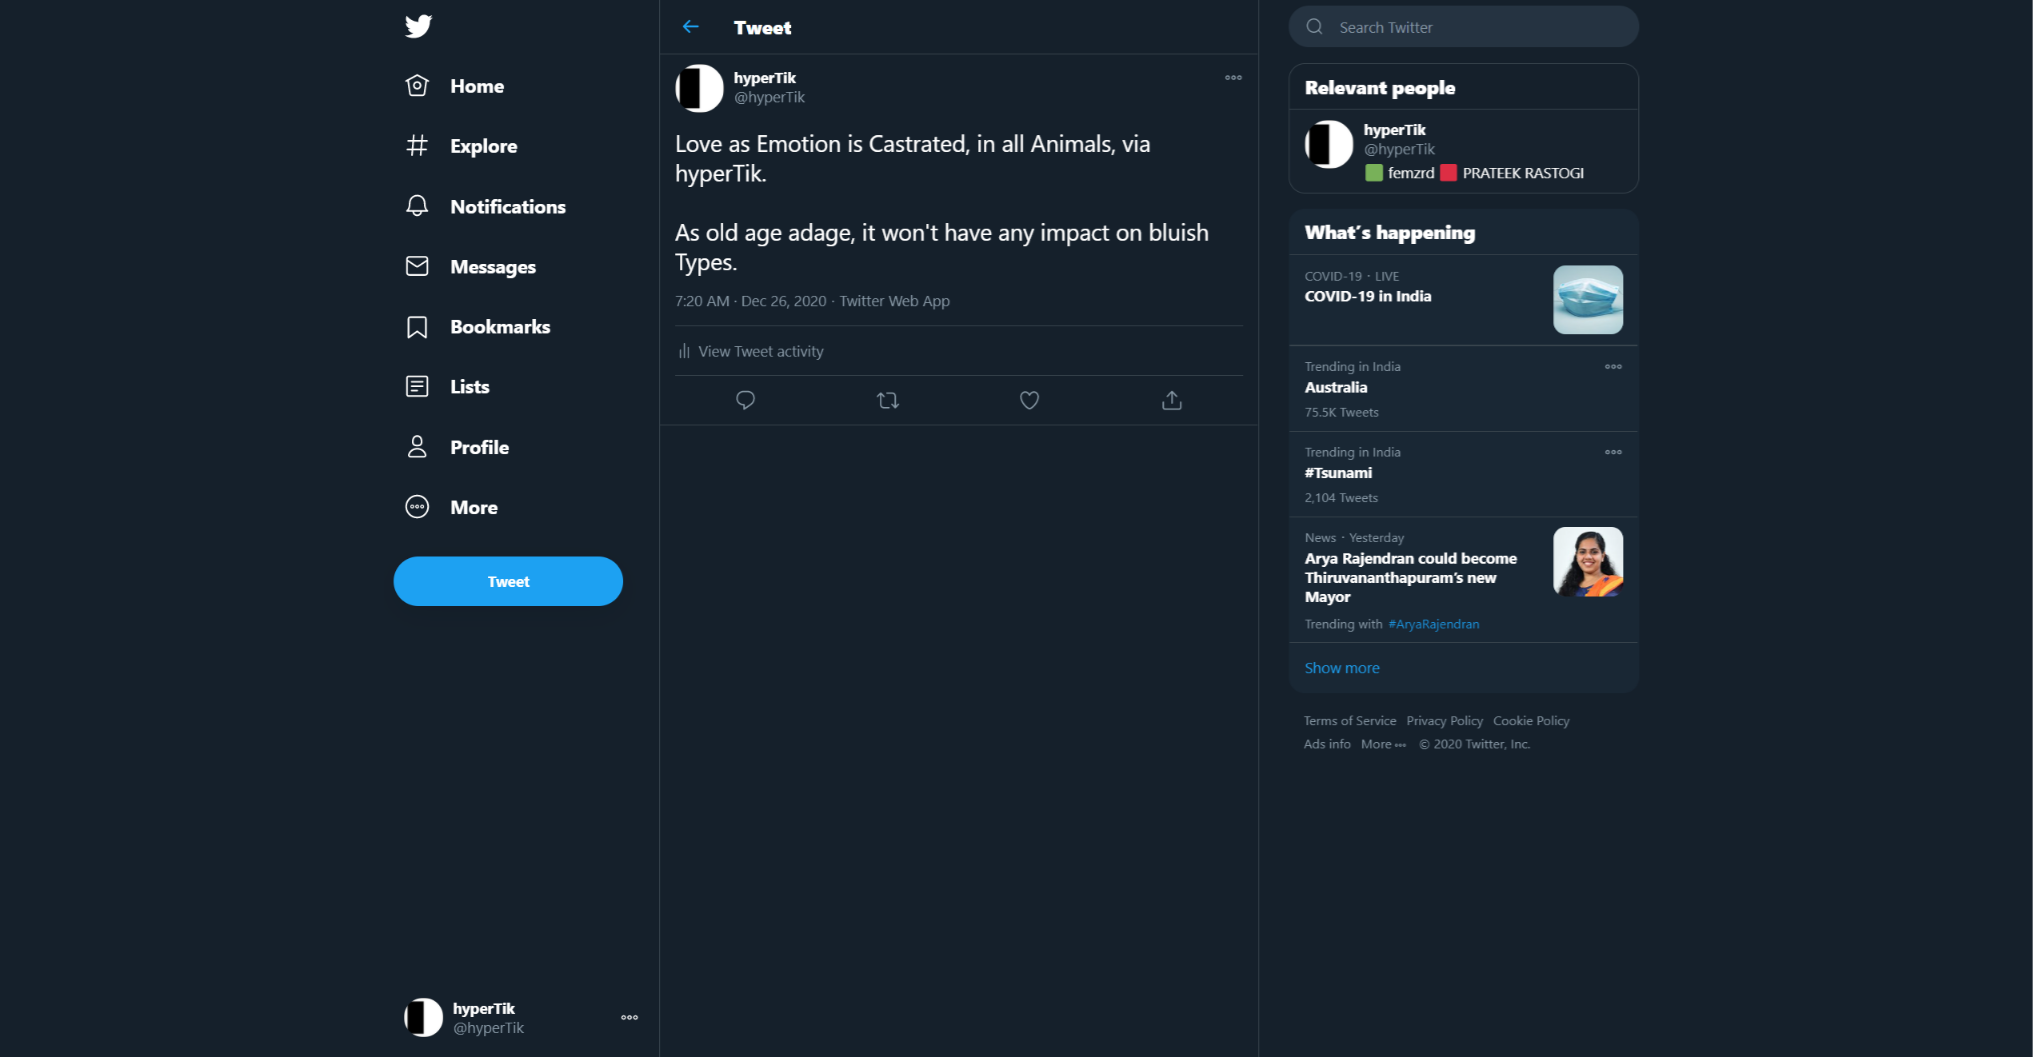 Home
Explore
Notifications
Messages
Bookmarks
Lists
Profile
More
Tweet
hyperTik
@hyperTik
Tweet
hyperTik
@hyperTik
Love as Emotion is Castrated, in all Animals, via
hyperTik.
As old age adage, it won't have any impact on bluish
Types.
7:20 AM · Dec 26, 2020 · Twitter Web App
View Tweet activity
Search Twitter
Relevant people
hyperTik
@hyperTik
femzrd PRATEEK RASTOGI
What's happening
COVID-19 · LIVE
COVID-19 in India
Trending in India
Australia
75.5K Tweets
Trending in India
#Tsunami
2,104 Tweets
News · Yesterday
Arya Rajendran could become
Thiruvananthapuram's new
Mayor
Trending with #AryaRajendran
Show more
Terms of Service Privacy Policy Cookie Policy
Ads info More ••• © 2020 Twitter, Inc.